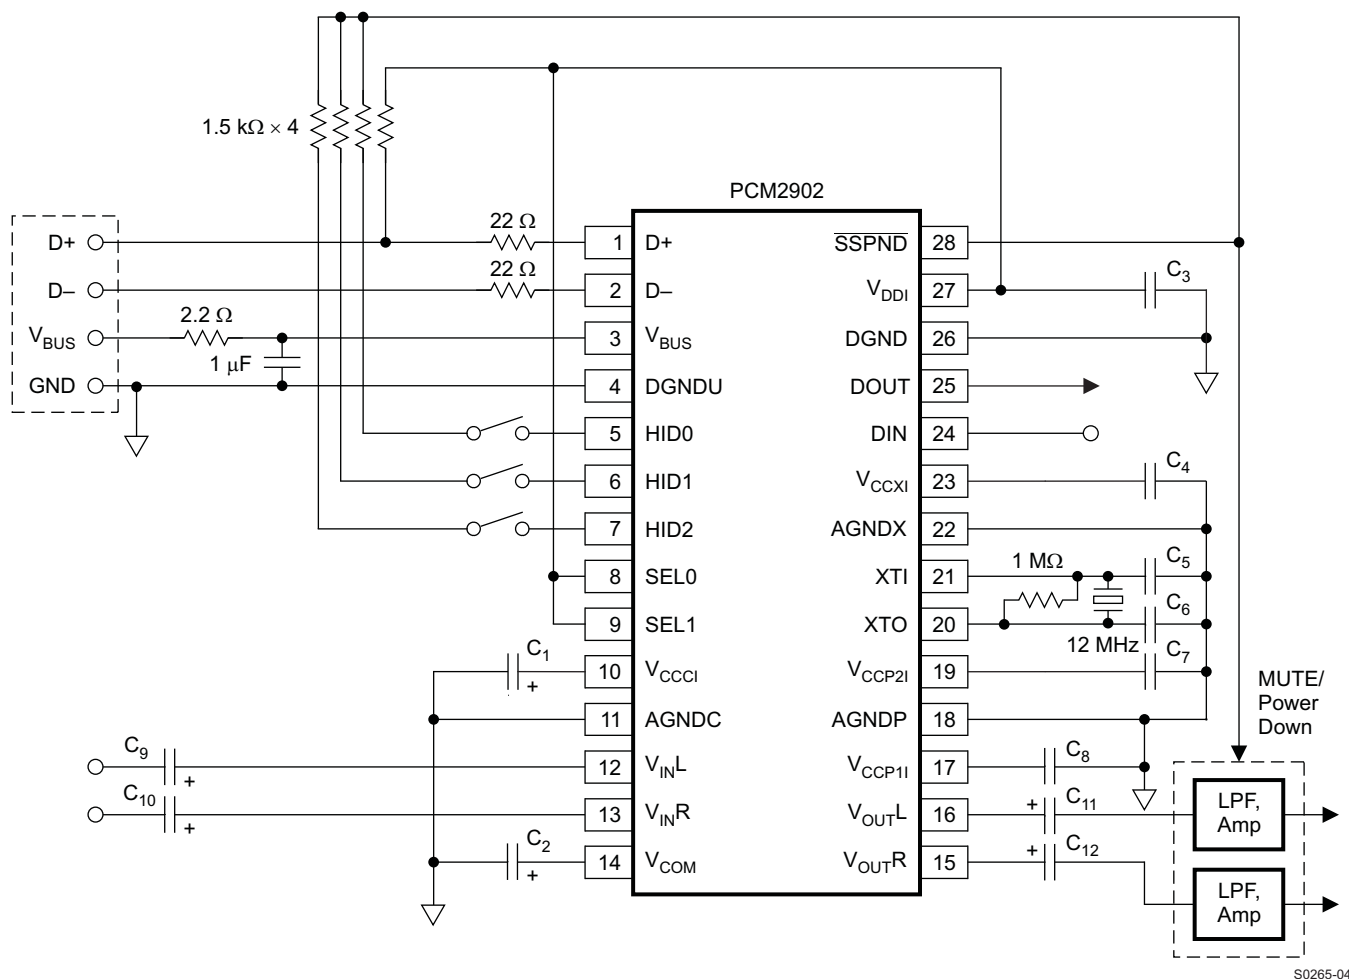 1.5 kΩ × 4
PCM2902
D+
22 Ω
1 D+
SSPND 28
D–
22 Ω
2 D–
VDDI 27
C3
VBUS
2.2 Ω
3 VBUS
DGND 26
1 μF
GND
4 DGNDU
DOUT 25
5 HID0
DIN 24
6 HID1
VCCXI 23
C4
7 HID2
AGNDX 22
8 SEL0
XTI 21
1 MΩ
C5
9 SEL1
XTO 20
12 MHz
C6
C1
+
10 VCCCI
VCCP2I 19
C7
11 AGNDC
AGNDP 18
MUTE/
Power
Down
C9
+
12 VINL
VCCP1I 17
C8
C10
+
13 VINR
VOUTL 16
+
C11
LPF,
Amp
C2
+
14 VCOM
VOUTR 15
+
C12
LPF,
Amp
S0265-04